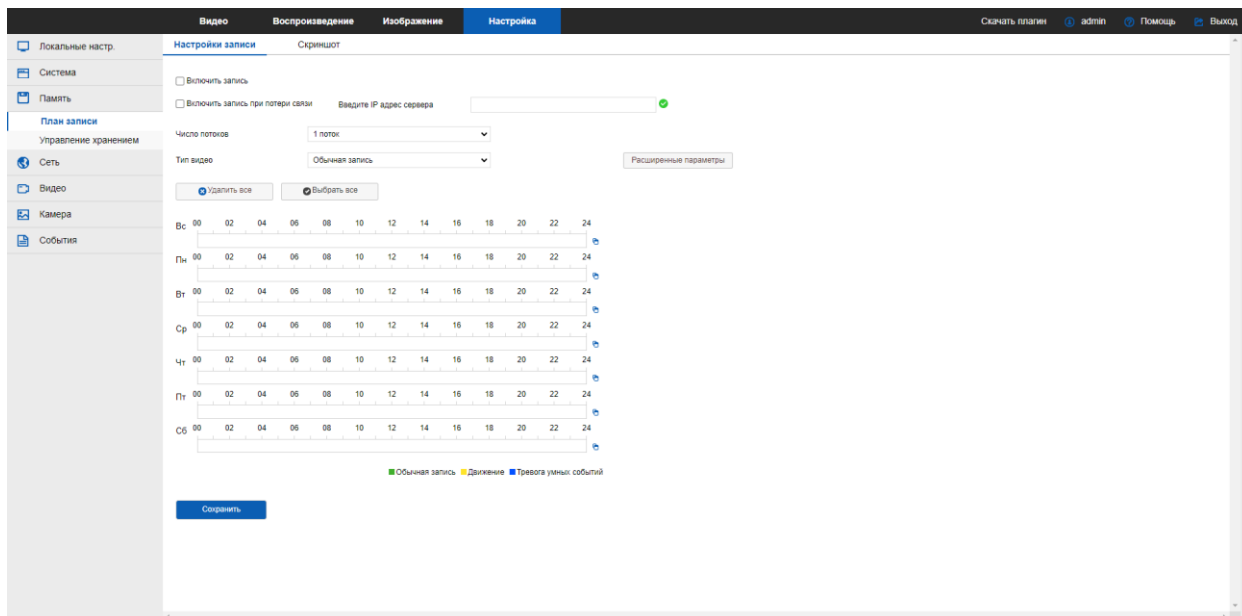 Видео Воспроизведение Изображение Настройка Скачать плагин admin Помощь Выход
Локальные настр.
Система
Память
План записи
Управление хранением
Сеть
Видео
Камера
События
Настройки записи Скриншот
Включить запись
Включить запись при потери связи Введите IP адрес сервера
Число потоков 1 поток
Тип видео Обычная запись Расширенные параметры
Удалить все Выбрать все
Вс 00 02 04 06 08 10 12 14 16 18 20 22 24
Пн 00 02 04 06 08 10 12 14 16 18 20 22 24
Вт 00 02 04 06 08 10 12 14 16 18 20 22 24
Ср 00 02 04 06 08 10 12 14 16 18 20 22 24
Чт 00 02 04 06 08 10 12 14 16 18 20 22 24
Пт 00 02 04 06 08 10 12 14 16 18 20 22 24
Сб 00 02 04 06 08 10 12 14 16 18 20 22 24
Обычная запись Движение Тревога умных событий
Сохранить